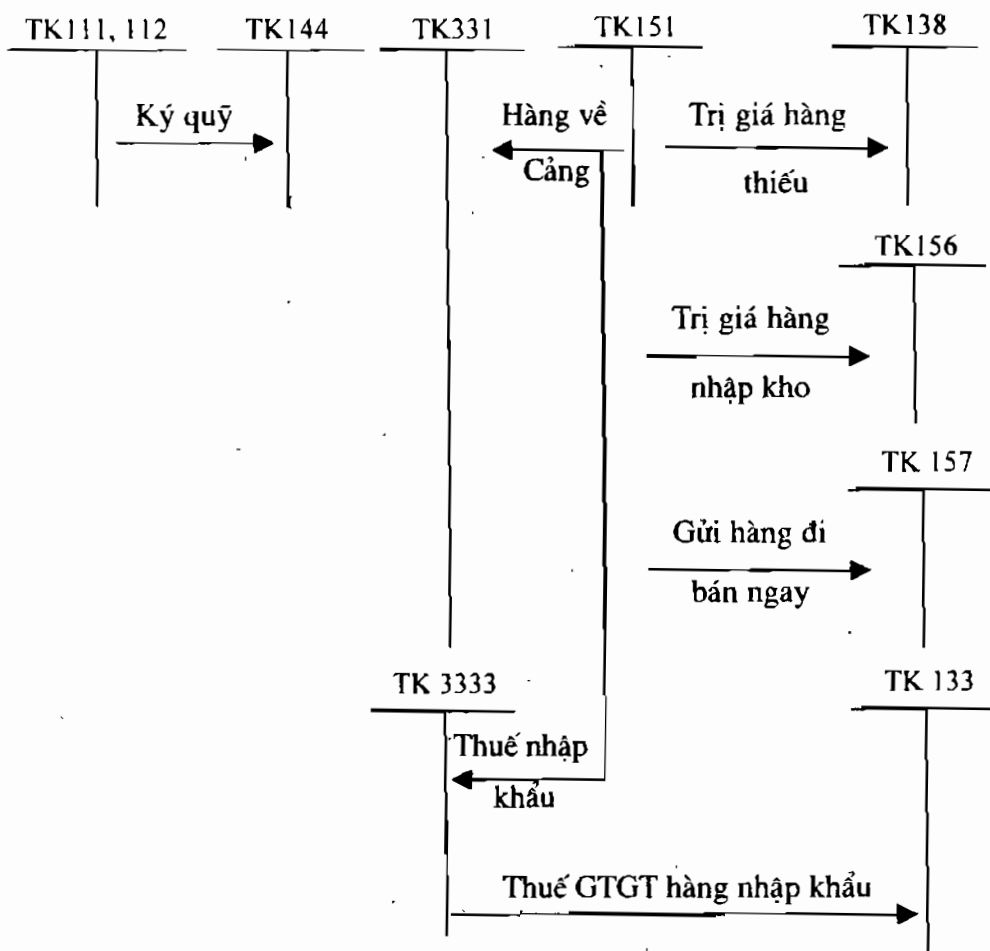 TK111, 112 TK144 TK331 TK151 TK138
Ký quỹ Hàng về Trị giá hàng
Cảng thiếu
TK156
Trị giá hàng
nhập kho
TK 157
Gửi hàng đi
bán ngay
TK 3333 TK 133
Thuế nhập
khẩu
Thuế GTGT hàng nhập khẩu